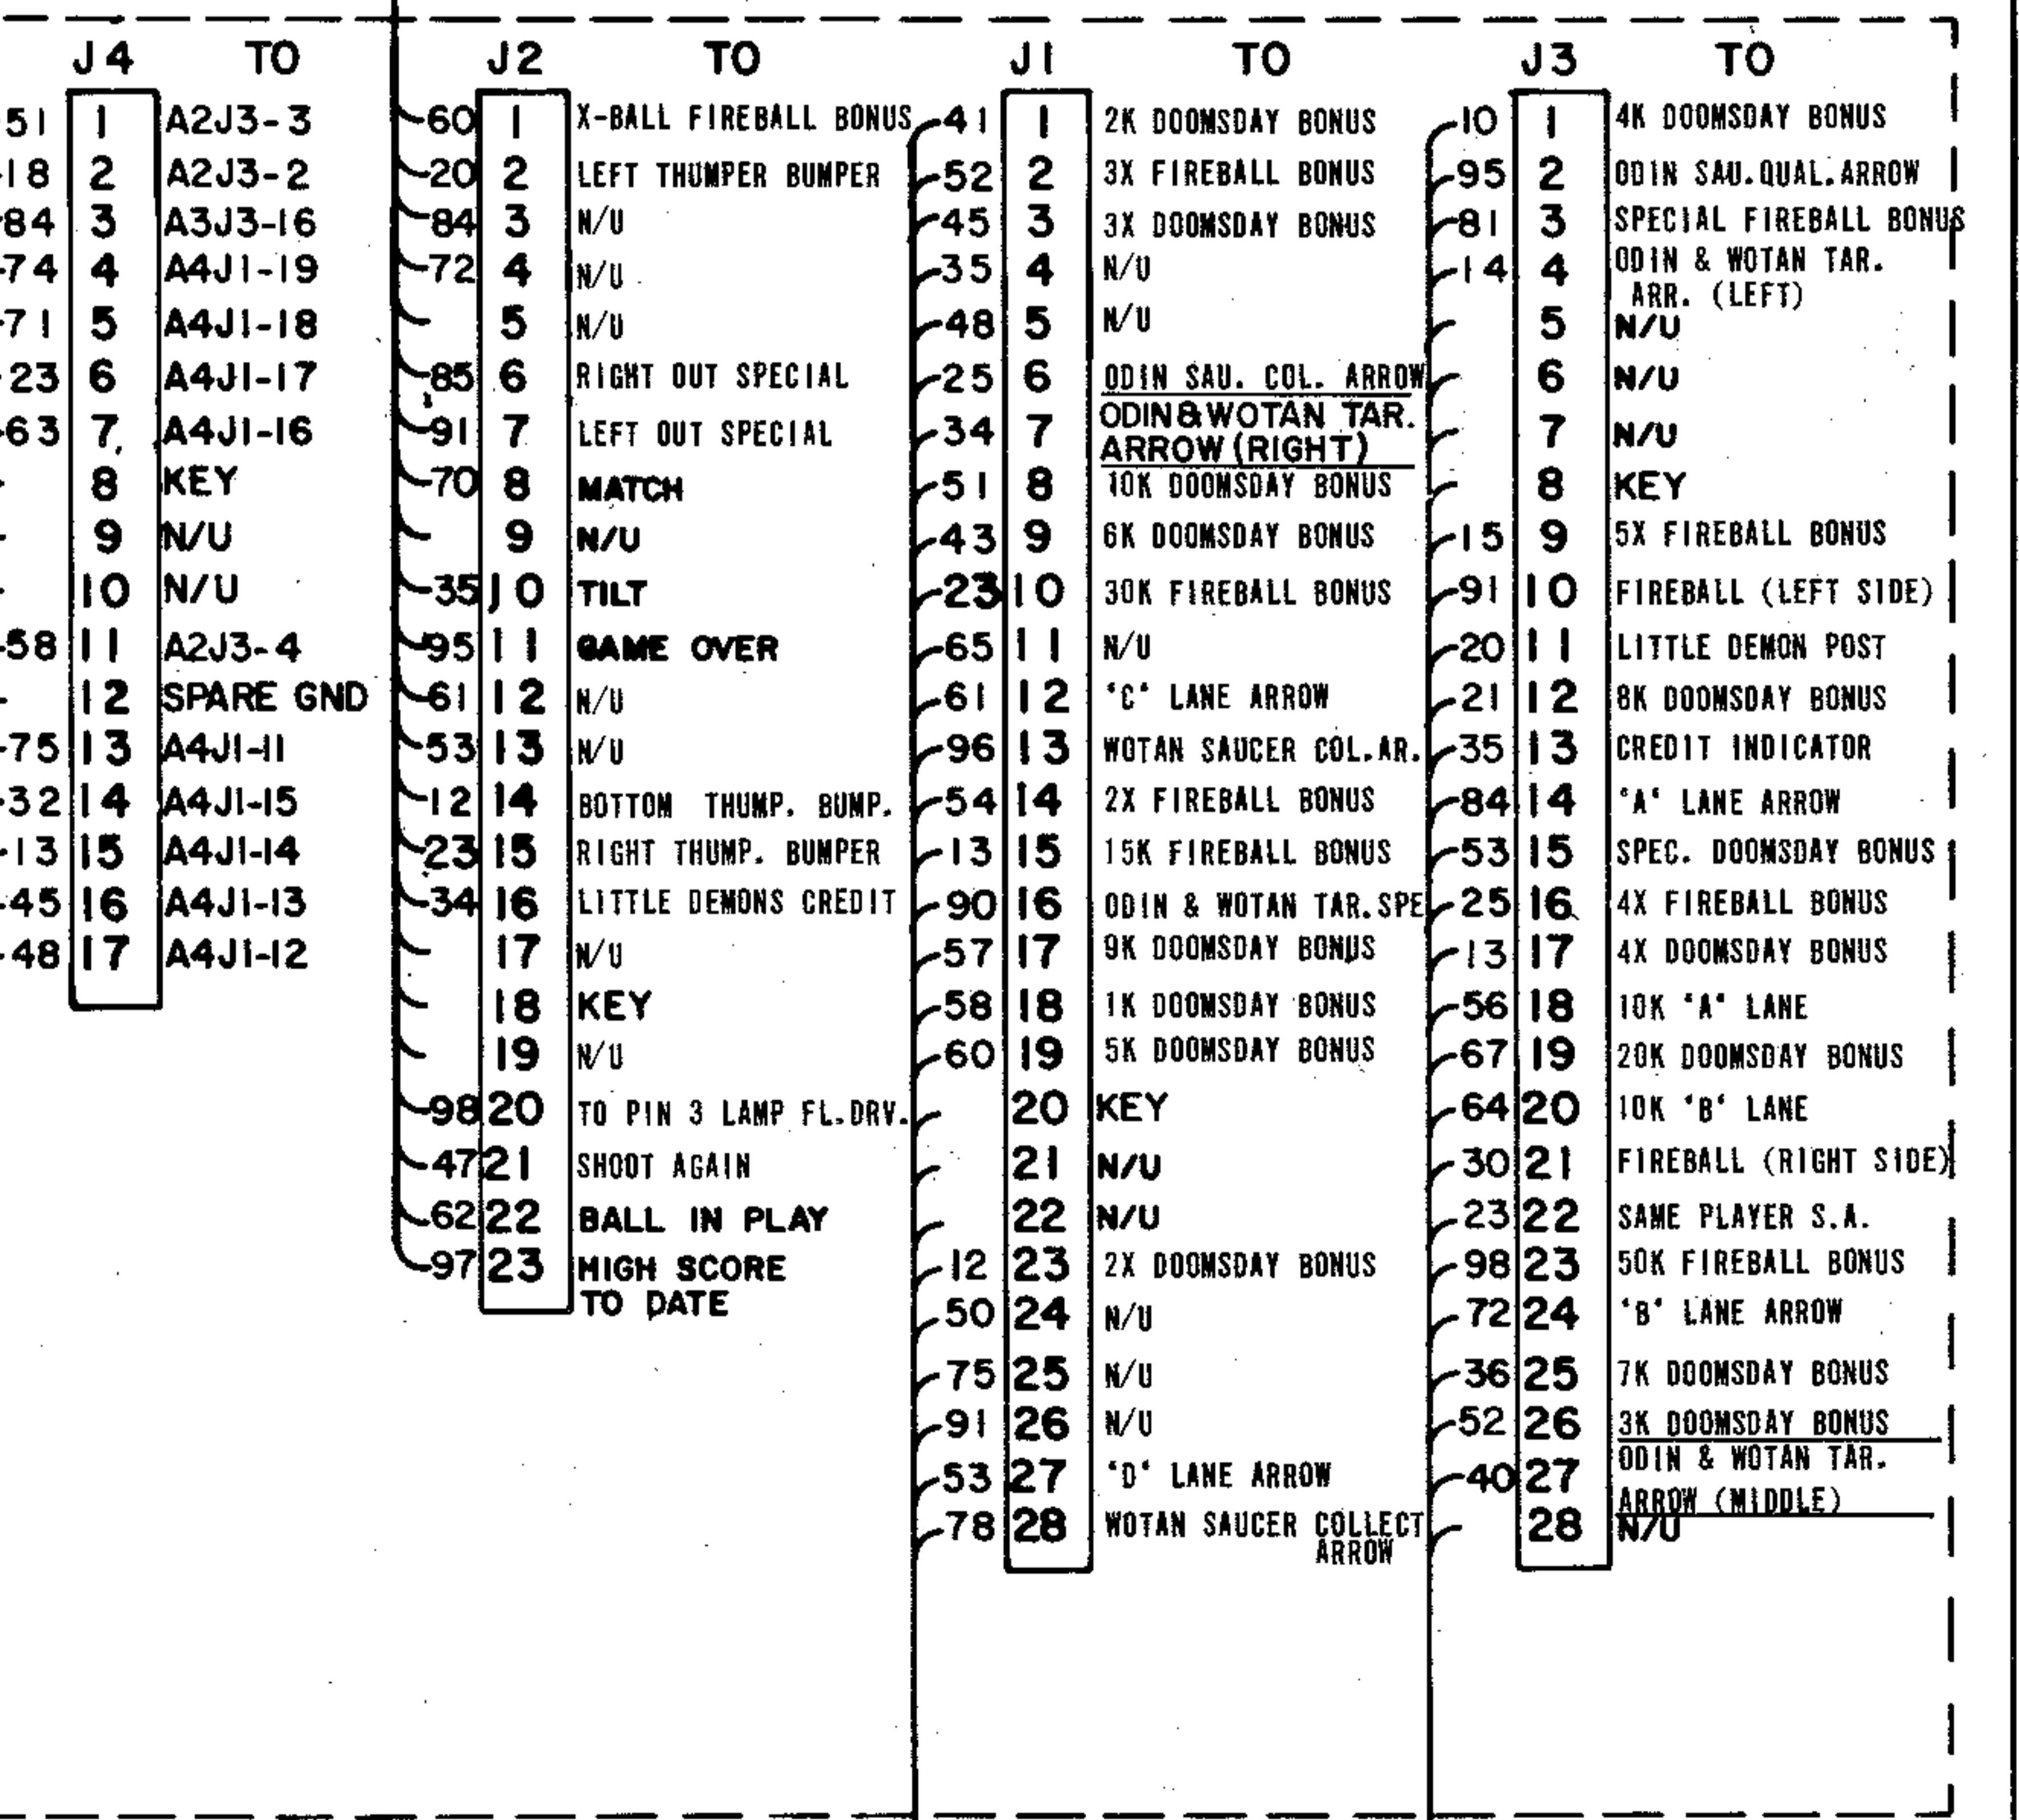 J4 TO J2 TO J1 TO J3 TO
51 1 A2J3-3
18 2 A2J3-2
84 3 A3J3-16
74 4 A4J1-19
71 5 A4J1-18
23 6 A4J1-17
63 7 A4J1-16
8 KEY
9 N/U
10 N/U
58 11 A2J3-4
12 SPARE GND
75 13 A4J1-11
32 14 A4J1-15
13 15 A4J1-14
45 16 A4J1-13
48 17 A4J1-12
60 1 X-BALL FIREBALL BONUS
20 2 LEFT THUMPER BUMPER
84 3 N/U
72 4 N/U
5 N/U
85 6 RIGHT OUT SPECIAL
91 7 LEFT OUT SPECIAL
70 8 MATCH
9 N/U
35 10 TILT
95 11 GAME OVER
61 12 N/U
53 13 N/U
12 14 BOTTOM THUMP. BUMP.
23 15 RIGHT THUMP. BUMPER
34 16 LITTLE DEMONS CREDIT
17 N/U
18 KEY
19 N/U
98 20 TO PIN 3 LAMP FL.DRV.
47 21 SHOOT AGAIN
62 22 BALL IN PLAY
97 23 HIGH SCORE
TO DATE
41 1 2K DOOMSDAY BONUS
52 2 3X FIREBALL BONUS
45 3 3X DOOMSDAY BONUS
35 4 N/U
48 5 N/U
25 6 ODIN SAU. COL. ARROW
34 7 ODIN & WOTAN TAR.
ARROW (RIGHT)
51 8 10K DOOMSDAY BONUS
43 9 6K DOOMSDAY BONUS
23 10 30K FIREBALL BONUS
65 11 N/U
61 12 "C" LANE ARROW
96 13 WOTAN SAUCER COL.AR.
54 14 2X FIREBALL BONUS
13 15 15K FIREBALL BONUS
90 16 ODIN & WOTAN TAR.SPE
57 17 9K DOOMSDAY BONUS
58 18 1K DOOMSDAY BONUS
60 19 5K DOOMSDAY BONUS
20 KEY
21 N/U
22 N/U
12 23 2X DOOMSDAY BONUS
50 24 N/U
75 25 N/U
91 26 N/U
53 27 "D" LANE ARROW
78 28 WOTAN SAUCER COLLECT
ARROW
10 1 4K DOOMSDAY BONUS
95 2 ODIN SAU.QUAL.ARROW
81 3 SPECIAL FIREBALL BONUS
14 4 ODIN & WOTAN TAR.
ARR. (LEFT)
5 N/U
6 N/U
7 N/U
8 KEY
15 9 5X FIREBALL BONUS
91 10 FIREBALL (LEFT SIDE)
20 11 LITTLE DEMON POST
21 12 8K DOOMSDAY BONUS
35 13 CREDIT INDICATOR
84 14 "A" LANE ARROW
53 15 SPEC. DOOMSDAY BONUS
25 16 4X FIREBALL BONUS
13 17 4X DOOMSDAY BONUS
56 18 10K "A" LANE
67 19 20K DOOMSDAY BONUS
64 20 10K "B" LANE
30 21 FIREBALL (RIGHT SIDE)
23 22 SAME PLAYER S.A.
98 23 50K FIREBALL BONUS
72 24 "B" LANE ARROW
36 25 7K DOOMSDAY BONUS
52 26 3K DOOMSDAY BONUS
40 27 ODIN & WOTAN TAR.
ARROW (MIDDLE)
28 N/U